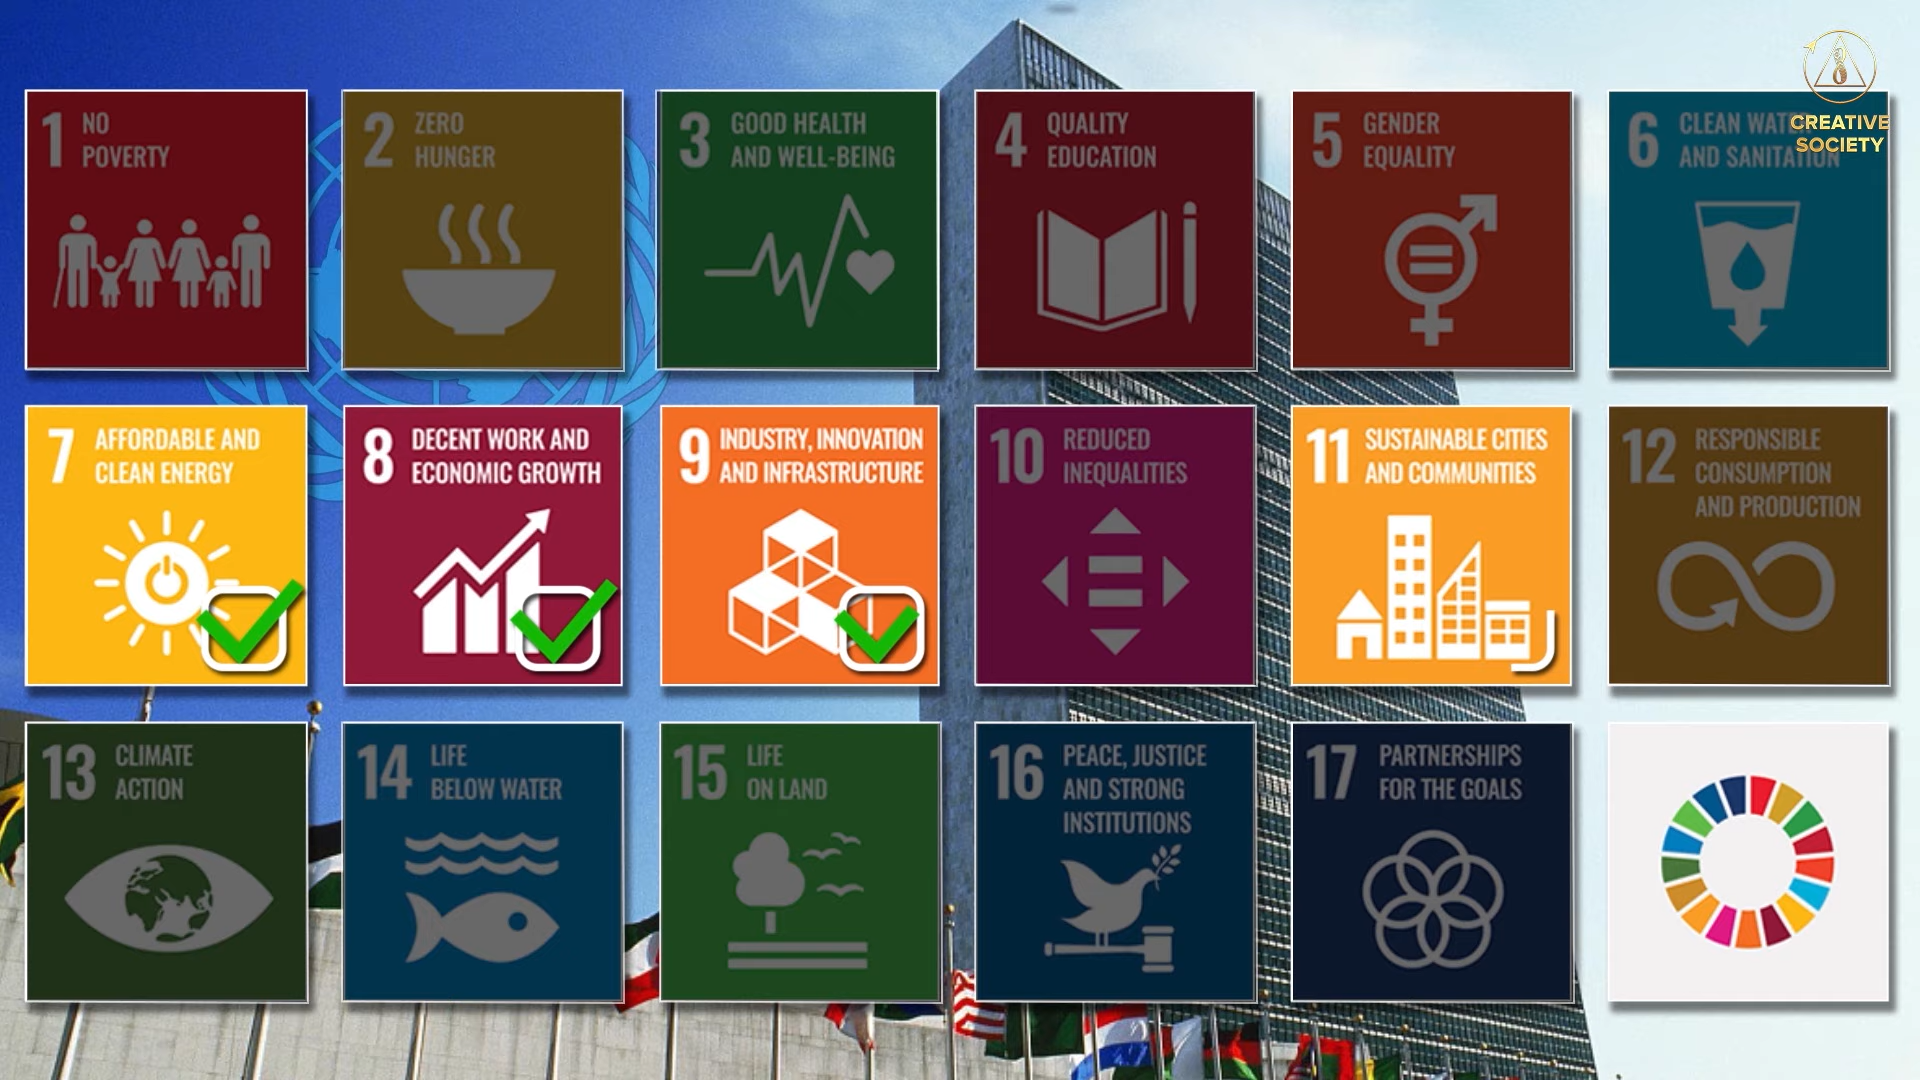 1 NO
POVERTY
2 ZERO
HUNGER
3 GOOD HEALTH
AND WELL-BEING
4 QUALITY
EDUCATION
5 GENDER
EQUALITY
6 CLEAN WATER
AND SANITATION
CREATIVE
SOCIETY
7 AFFORDABLE AND
CLEAN ENERGY
8 DECENT WORK AND
ECONOMIC GROWTH
9 INDUSTRY, INNOVATION
AND INFRASTRUCTURE
10 REDUCED
INEQUALITIES
11 SUSTAINABLE CITIES
AND COMMUNITIES
12 RESPONSIBLE
CONSUMPTION
AND PRODUCTION
13 CLIMATE
ACTION
14 LIFE
BELOW WATER
15 LIFE
ON LAND
16 PEACE, JUSTICE
AND STRONG
INSTITUTIONS
17 PARTNERSHIPS
FOR THE GOALS